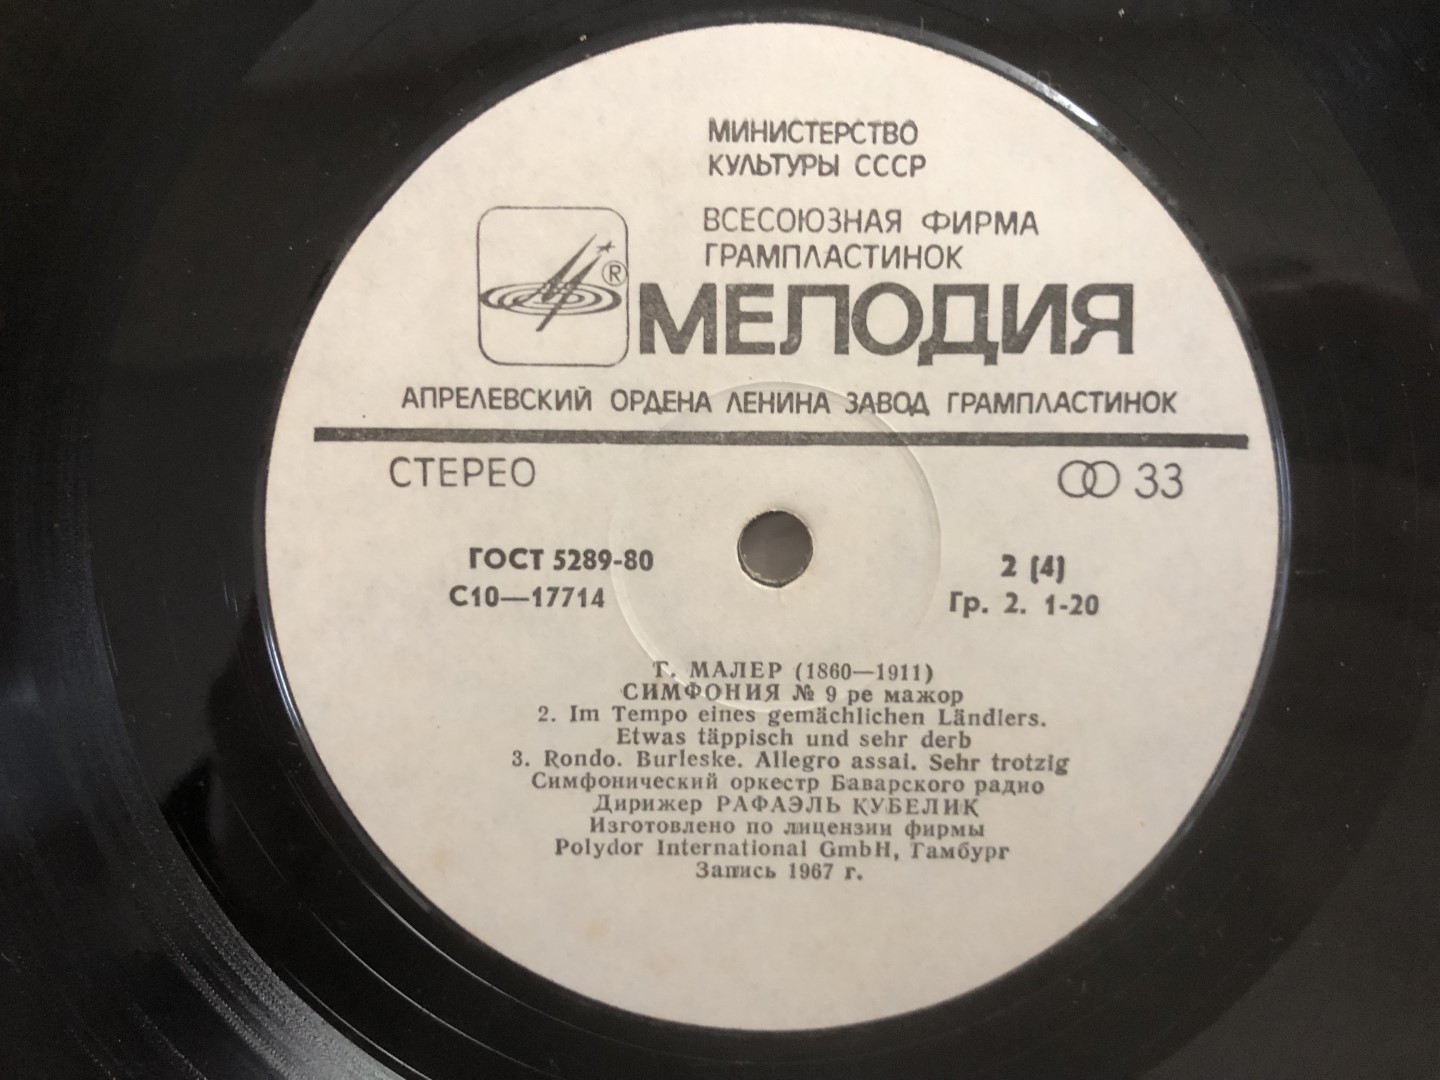 МИНИСТЕРСТВО
КУЛЬТУРЫ СССР
ВСЕСОЮЗНАЯ ФИРМА
ГРАМПЛАСТИНОК
®
МЕЛОДИЯ
АПРЕЛЕВСКИЙ ОРДЕНА ЛЕНИНА ЗАВОД ГРАМПЛАСТИНОК
СТЕРЕО 33
ГОСТ 5289-80 2 (4)
С10—17714 Гр. 2. 1-20
Г. МАЛЕР (1860—1911)
СИМФОНИЯ № 9 ре мажор
2. Im Tempo eines gemächlichen Ländlers.
Etwas täppisch und sehr derb
3. Rondo. Burleske. Allegro assai. Sehr trotzig
Симфонический оркестр Баварского радио
Дирижер РАФАЭЛЬ КУБЕЛИК
Изготовлено по лицензии фирмы
Polydor International GmbH, Гамбург
Запись 1967 г.